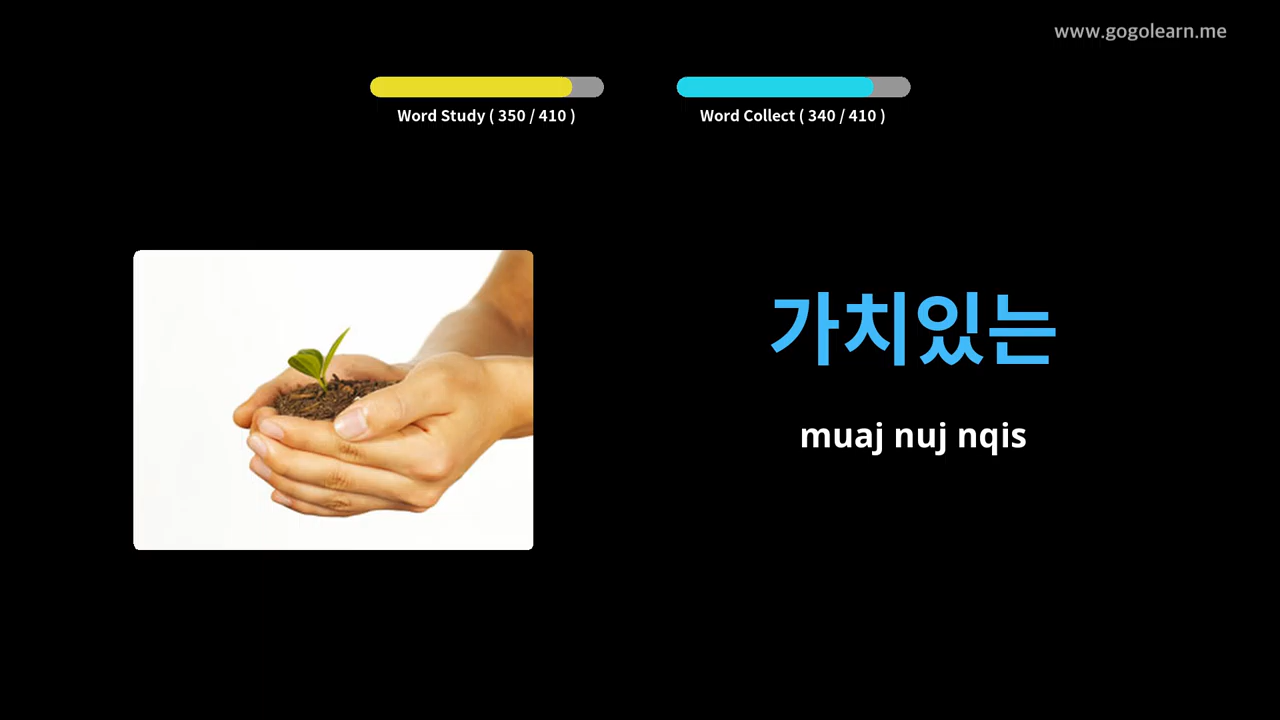 www.gogolearn.me
Word Study ( 350 / 410 )
Word Collect ( 340 / 410 )
가치있는
muaj nuj nqis